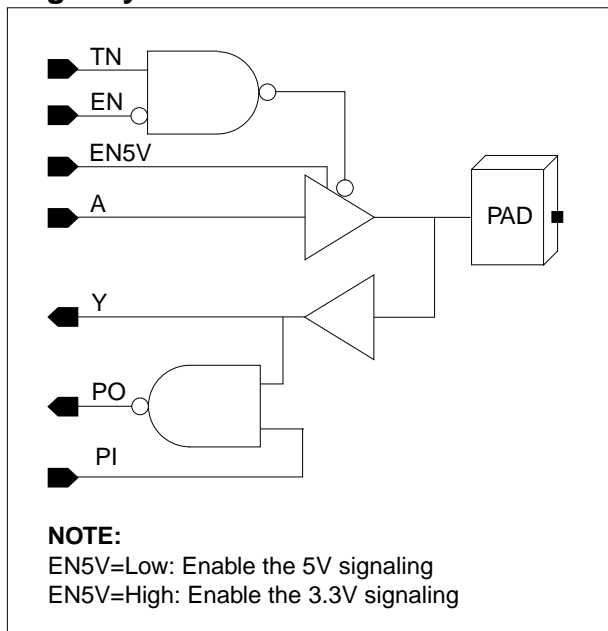 TN
EN
EN5V
A
PAD
Y
PO
PI
NOTE:
EN5V=Low: Enable the 5V signaling
EN5V=High: Enable the 3.3V signaling